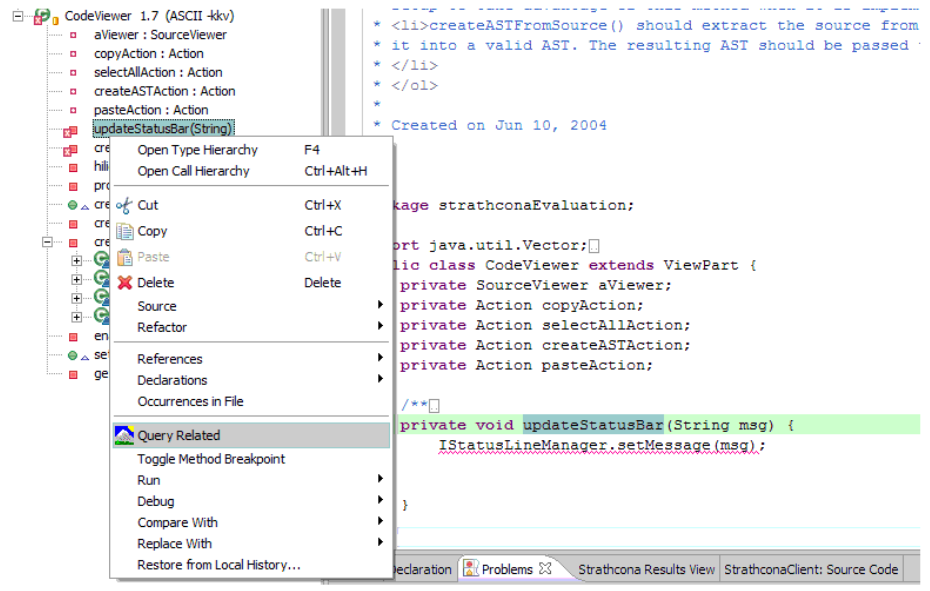 CodeViewer 1.7 (ASCII -kkv)
aViewer : SourceViewer
copyAction : Action
selectAllAction : Action
createASTAction : Action
pasteAction : Action
updateStatusBar(String)
cre
hili
pro
cre
cre
cre
C
C
C
C
en
set
ge
Open Type Hierarchy F4
Open Call Hierarchy Ctrl+Alt+H
Cut Ctrl+X
Copy Ctrl+C
Paste Ctrl+V
Delete Delete
Source
Refactor
References
Declarations
Occurrences in File
Query Related
Toggle Method Breakpoint
Run
Debug
Compare With
Replace With
Restore from Local History...
* <li>createASTFromSource() should extract the source from
* it into a valid AST. The resulting AST should be passed
* </li>
* </ol>
*
* Created on Jun 10, 2004
kage strathconaEvaluation;
ort java.util.Vector;
lic class CodeViewer extends ViewPart {
private SourceViewer aViewer;
private Action copyAction;
private Action selectAllAction;
private Action createASTAction;
private Action pasteAction;
/**
private void updateStatusBar(String msg) {
IStatusLineManager.setMessage(msg);
}
Declaration Problems Strathcona Results View StrathconaClient: Source Code